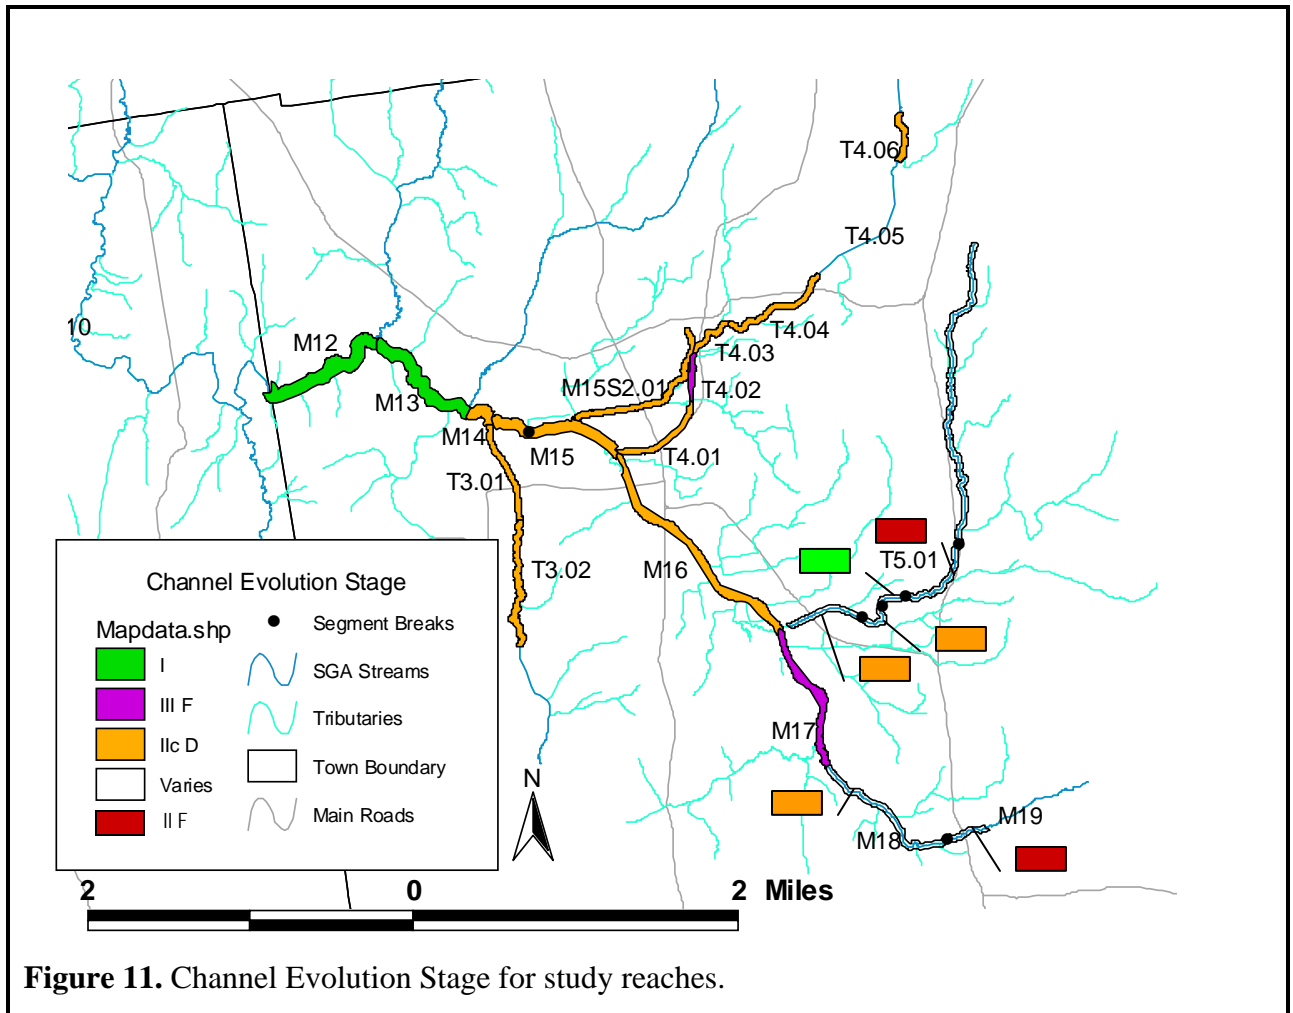 T4.06
T4.05
10
M12
T4.04
T4.03
M15S2.01
T4.02
M13
M14
M15
T4.01
T3.01
T5.01
T3.02
M16
M17
M19
M18
Channel Evolution Stage
Mapdata.shp
I
III F
IIc D
Varies
II F
Segment Breaks
SGA Streams
Tributaries
Town Boundary
Main Roads
N
2 0 2 Miles
Figure 11. Channel Evolution Stage for study reaches.